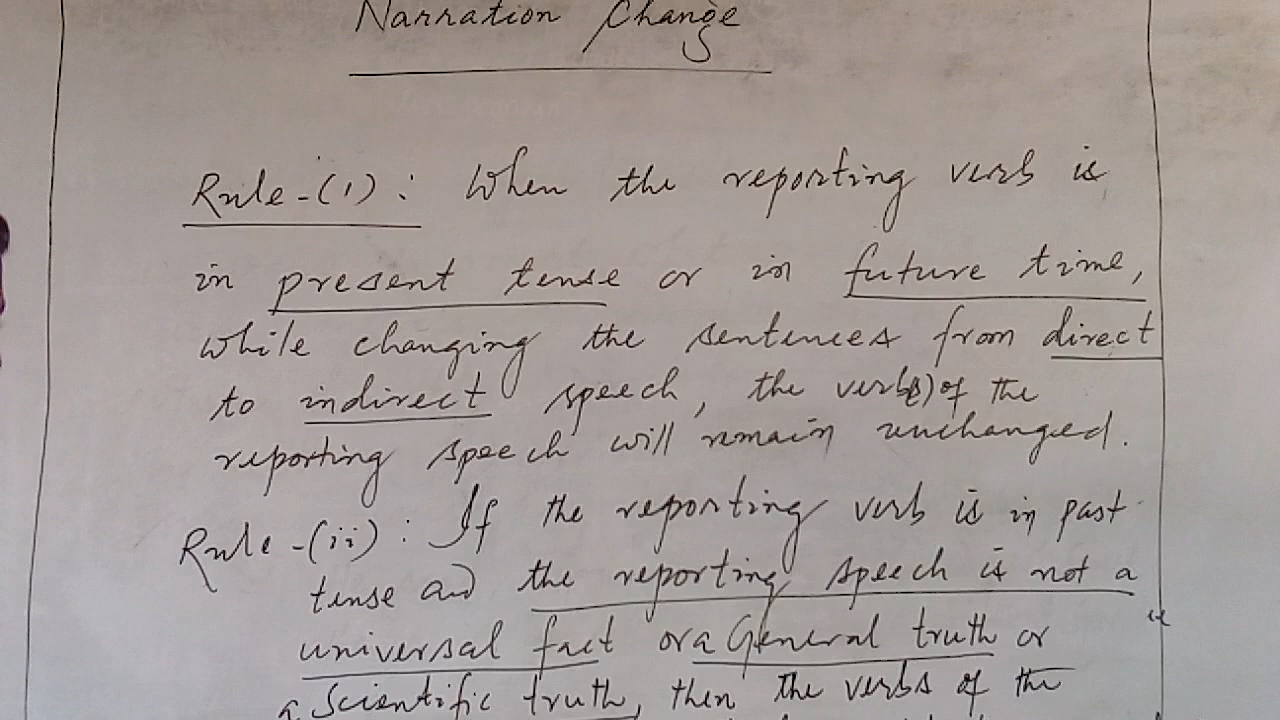 Narration Change
Rule-(1): When the reporting verb is
in present tense or in future time,
while changing the sentences from direct
to indirect speech, the verb(s) of the
reporting speech will remain unchanged.
Rule-(ii): If the reporting verb is in past
tense and the reporting speech is not a
universal fact or a General truth or
a Scientific truth, then the verbs of the